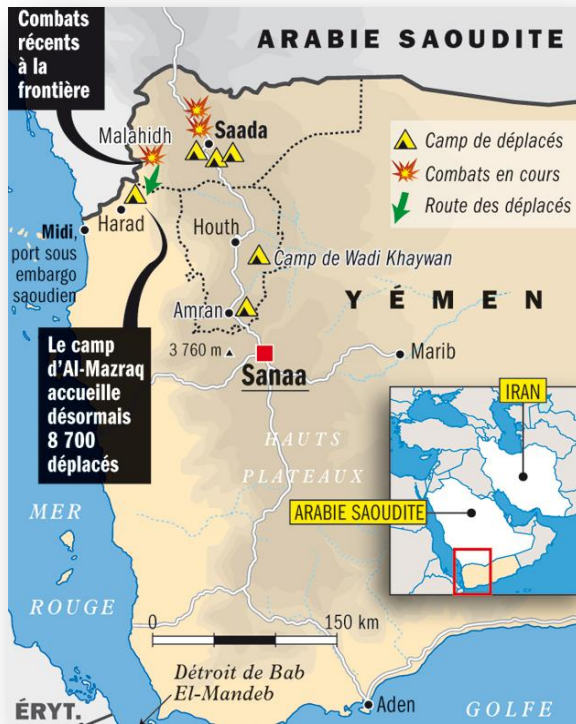 Combats
récents
à la
frontière
ARABIE SAOUDITE
Malahidh
Saada
Camp de déplacés
Combats en cours
Route des déplacés
Harad
Midi,
port sous
embargo
saoudien
Houth
Camp de Wadi Khaywan
Amran
YÉMEN
3 760 m
Marib
Sanaa
Le camp
d'Al-Mazraq
accueille
désormais
8 700
déplacés
IRAN
HAUTS
PLATEAUX
ARABIE SAOUDITE
MER
ROUGE
0
150 km
Détroit de Bab
El-Mandeb
ÉRYT.
Aden
GOLFE